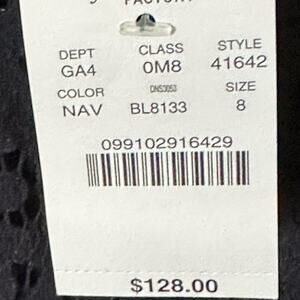 FACTORY
DEPT CLASS STYLE
GA4 0M8 41642
COLOR DNS3053 SIZE
NAV BL8133 8
099102916429
$128.00